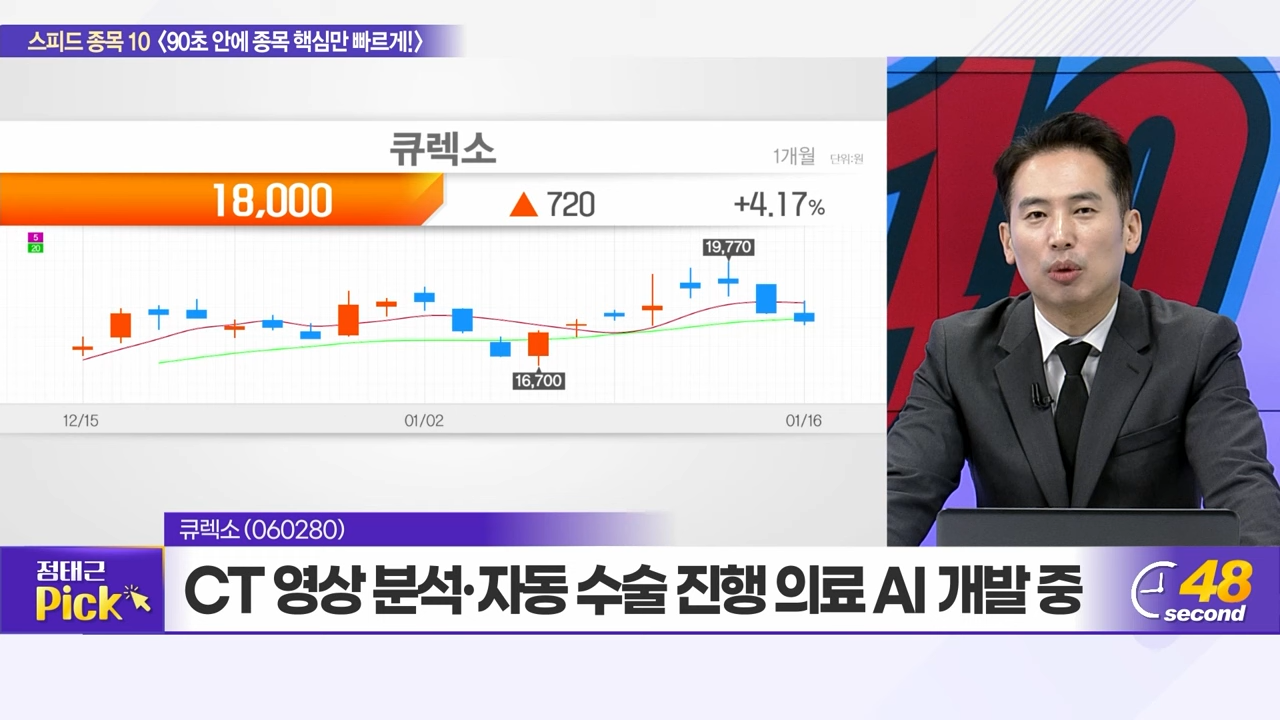 스피드 종목 10 〈90초 안에 종목 핵심만 빠르게!〉
큐렉소
1개월 단위:원
18,000 ▲ 720 +4.17%
5
20
19,770
16,700
12/15 01/02 01/16
10
큐렉소 (060280)
정태근
Pick
CT 영상 분석·자동 수술 진행 의료 AI 개발 중
48
second